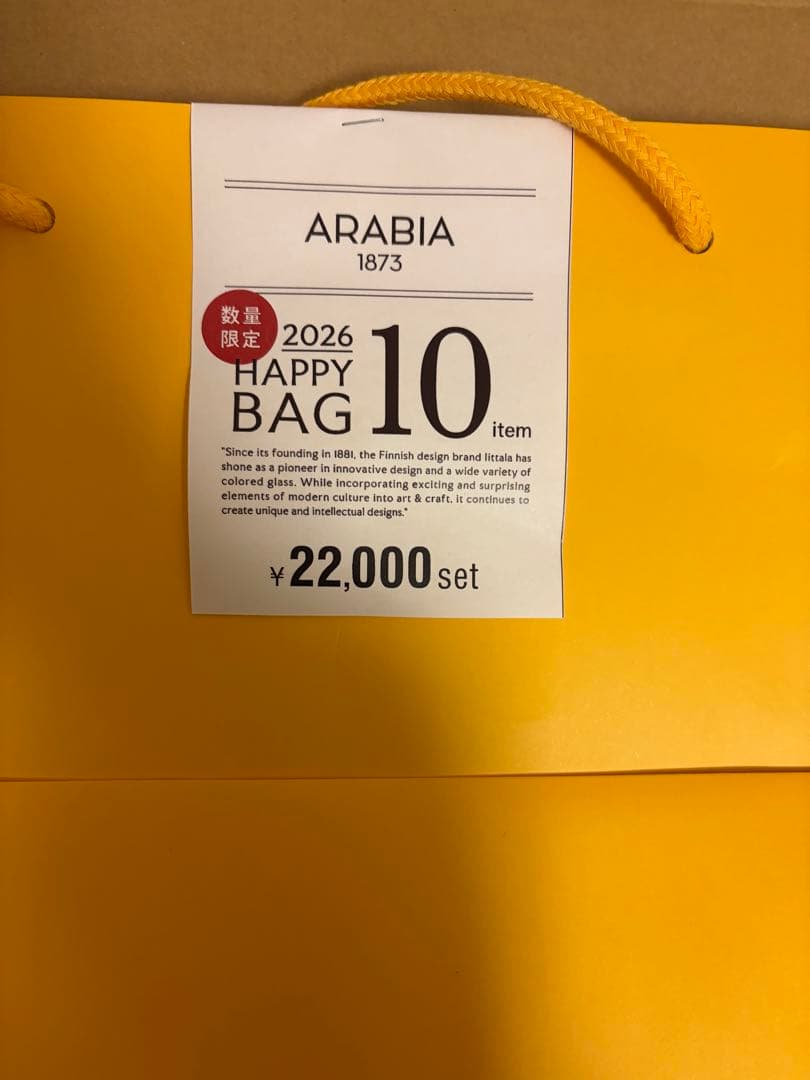 ARABIA
1873
数量
限定
2026
HAPPY
BAG
10
item
"Since its founding in 1881, the Finnish design brand Iittala has
shone as a pioneer in innovative design and a wide variety of
colored glass. While incorporating exciting and surprising
elements of modern culture into art & craft, it continues to
create unique and intellectual designs."
¥22,000 set